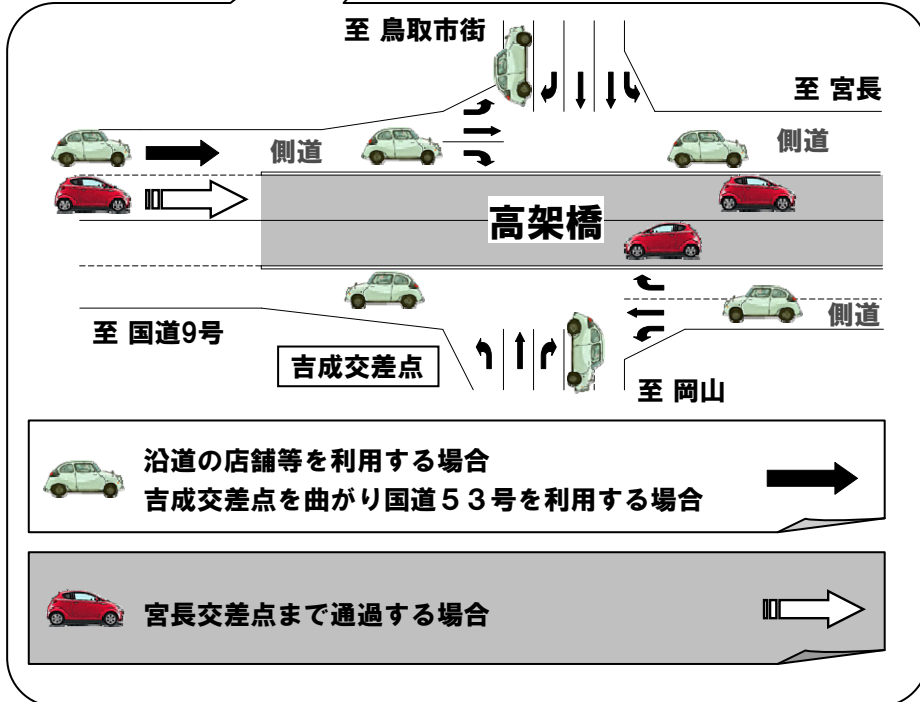 至 鳥取市街
至 宮長
側道
側道
高架橋
側道
至 国道9号
吉成交差点
至 岡山
沿道の店舗等を利用する場合
吉成交差点を曲がり国道５３号を利用する場合
宮長交差点まで通過する場合